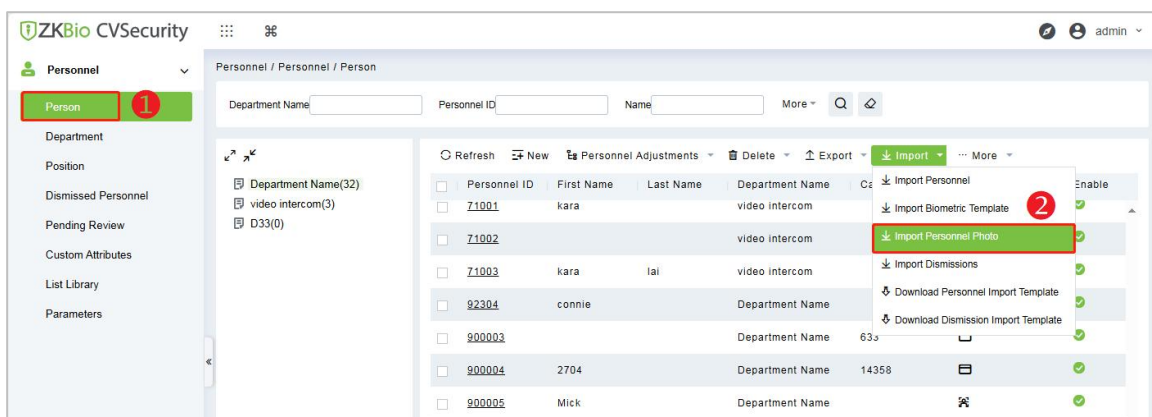 ZKBio CVSecurity
admin
Personnel
Person
1
Department
Position
Dismissed Personnel
Pending Review
Custom Attributes
List Library
Parameters
Personnel / Personnel / Person
Department Name Personnel ID Name More
Department Name(32)
video intercom(3)
D33(0)
Refresh New Personnel Adjustments Delete Export Import ... More
Personnel ID First Name Last Name Department Name Ca Enable
71001 kara video intercom
71002 video intercom
71003 kara lai video intercom
92304 connie Department Name
900003 Department Name 633
900004 2704 Department Name 14358
900005 Mick Department Name
Import Personnel
Import Biometric Template
2
Import Personnel Photo
Import Dismissions
Download Personnel Import Template
Download Dismission Import Template